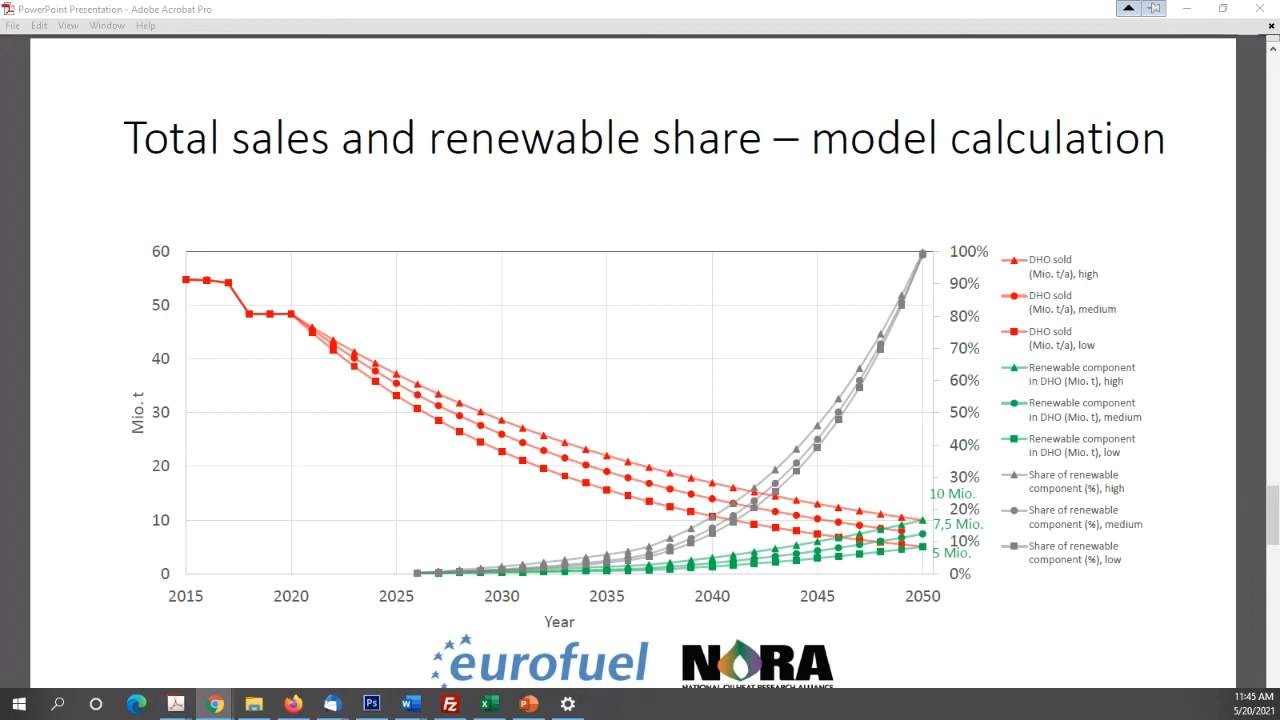 PowerPoint Presentation - Adobe Acrobat Pro
File Edit View Window Help
Total sales and renewable share – model calculation
60
50
40
30
20
10
0
Mio. t
100%
90%
80%
70%
60%
50%
40%
30%
20%
10%
0%
10 Mio.
7,5 Mio.
5 Mio.
2015 2020 2025 2030 2035 2040 2045 2050
Year
DHO sold
(Mio. t/a), high
DHO sold
(Mio. t/a), medium
DHO sold
(Mio. t/a), low
Renewable component
in DHO (Mio. t), high
Renewable component
in DHO (Mio. t), medium
Renewable component
in DHO (Mio. t), low
Share of renewable
component (%), high
Share of renewable
component (%), medium
Share of renewable
component (%), low
eurofuel
NORA
NATIONAL OILHEAT RESEARCH ALLIANCE
11:45 AM
5/20/2021